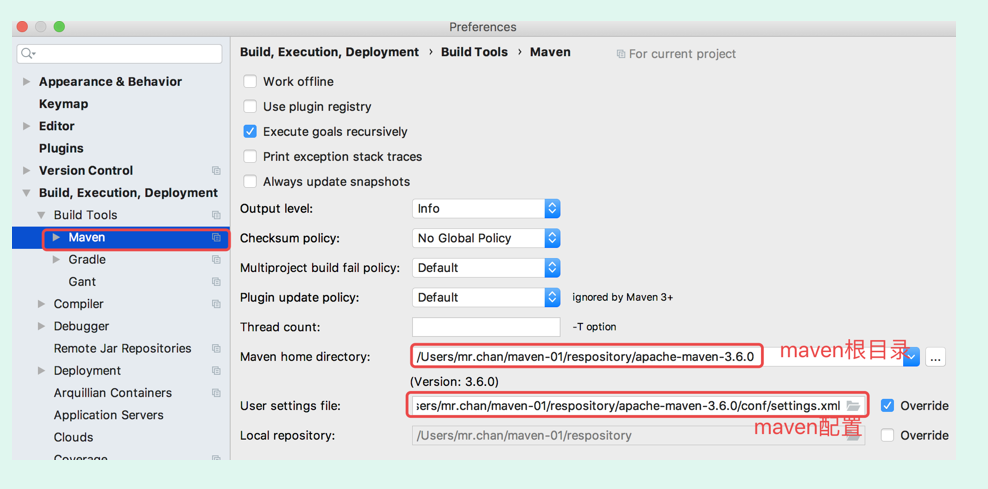 Preferences
Build, Execution, Deployment › Build Tools › Maven
For current project
Appearance & Behavior
Keymap
Editor
Plugins
Version Control
Build, Execution, Deployment
Build Tools
Maven
Gradle
Gant
Compiler
Debugger
Remote Jar Repositories
Deployment
Arquillian Containers
Application Servers
Clouds
Coverage
Work offline
Use plugin registry
Execute goals recursively
Print exception stack traces
Always update snapshots
Output level: Info
Checksum policy: No Global Policy
Multiproject build fail policy: Default
Plugin update policy: Default ignored by Maven 3+
Thread count: -T option
Maven home directory: /Users/mr.chan/maven-01/respository/apache-maven-3.6.0 maven根目录 ...
(Version: 3.6.0)
User settings file: sers/mr.chan/maven-01/respository/apache-maven-3.6.0/conf/settings.xml Override
maven配置
Local repository: /Users/mr.chan/maven-01/respository Override